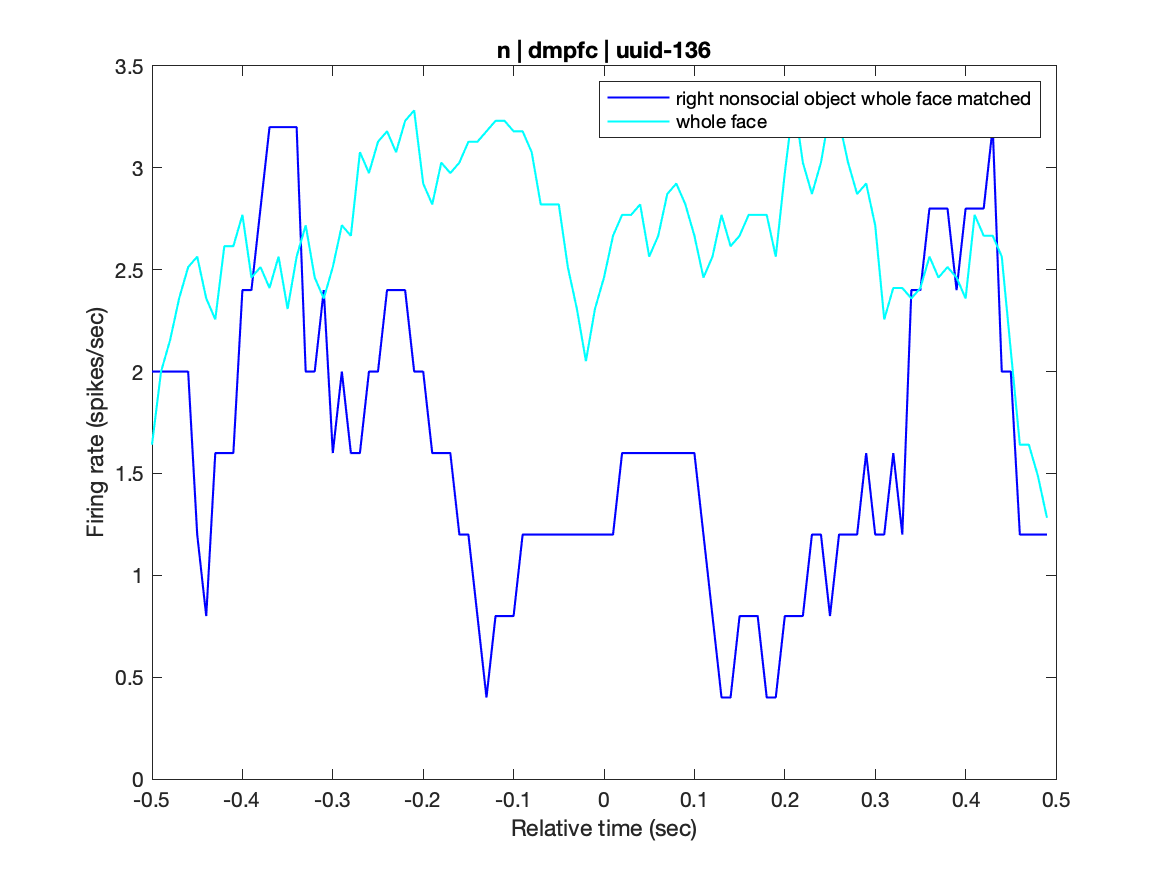 n | dmpfc | uuid-136
3.5
3
2.5
2
1.5
1
0.5
0
Firing rate (spikes/sec)
right nonsocial object whole face matched
whole face
-0.5 -0.4 -0.3 -0.2 -0.1 0 0.1 0.2 0.3 0.4 0.5
Relative time (sec)